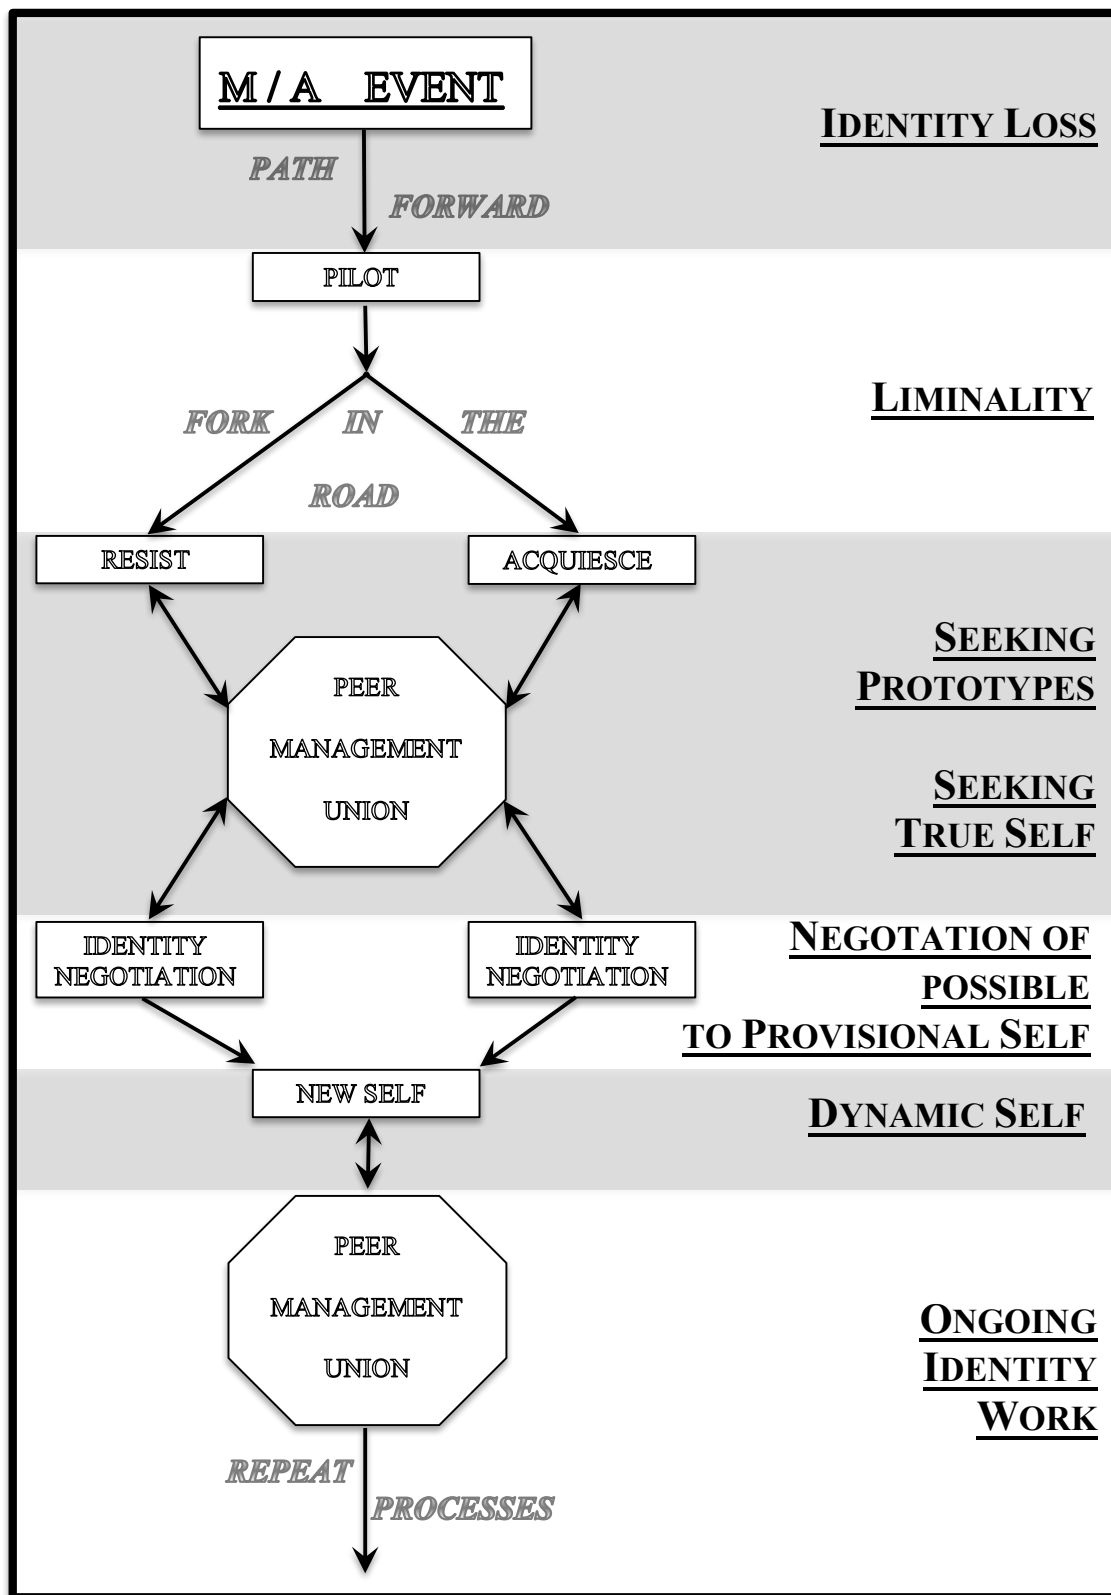 M / A EVENT
IDENTITY LOSS
PATH
FORWARD
PILOT
LIMINALITY
FORK IN THE
ROAD
RESIST
ACQUIESCE
SEEKING
PROTOTYPES
PEER
MANAGEMENT
UNION
SEEKING
TRUE SELF
IDENTITY
NEGOTIATION
IDENTITY
NEGOTIATION
NEGOTATION OF
POSSIBLE
TO PROVISIONAL SELF
NEW SELF
DYNAMIC SELF
PEER
MANAGEMENT
UNION
ONGOING
IDENTITY
WORK
REPEAT
PROCESSES